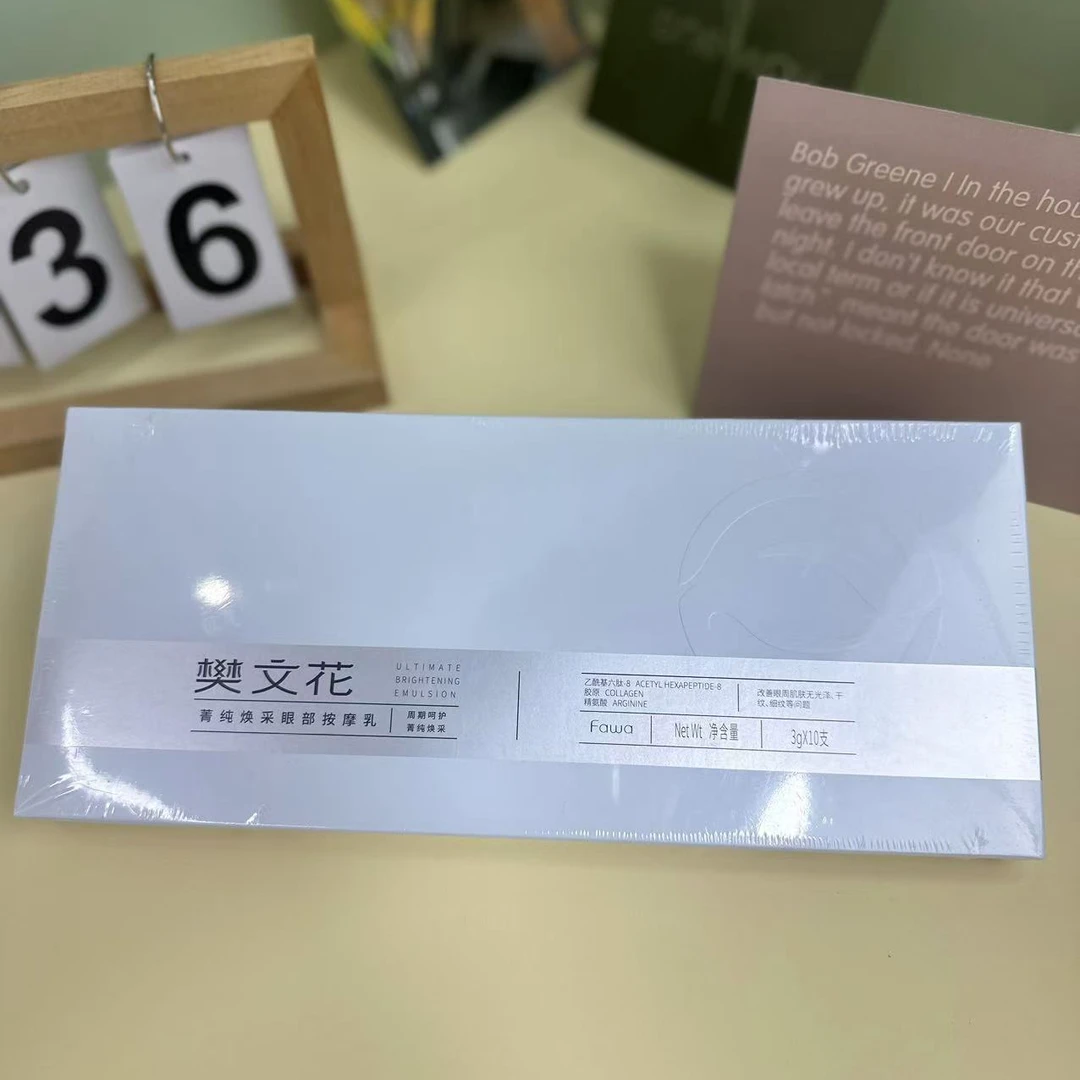 3 6
Bob Greene I In the hou
grew up, it was our cust
leave the front door on th
night. I don't know it that w
local term or if it is universa
latch" meant the door was
but not locked. None
樊文花
ULTIMATE
BRIGHTENING
EMULSION
菁纯焕采眼部按摩乳
周期呵护
菁纯焕采
乙酰基六肽-8 ACETYL HEXAPEPTIDE-8
胶原 COLLAGEN
精氨酸 ARGININE
改善眼周肌肤无光泽、干
纹、细纹等问题
Fawa
Net Wt 净含量
3gX10支